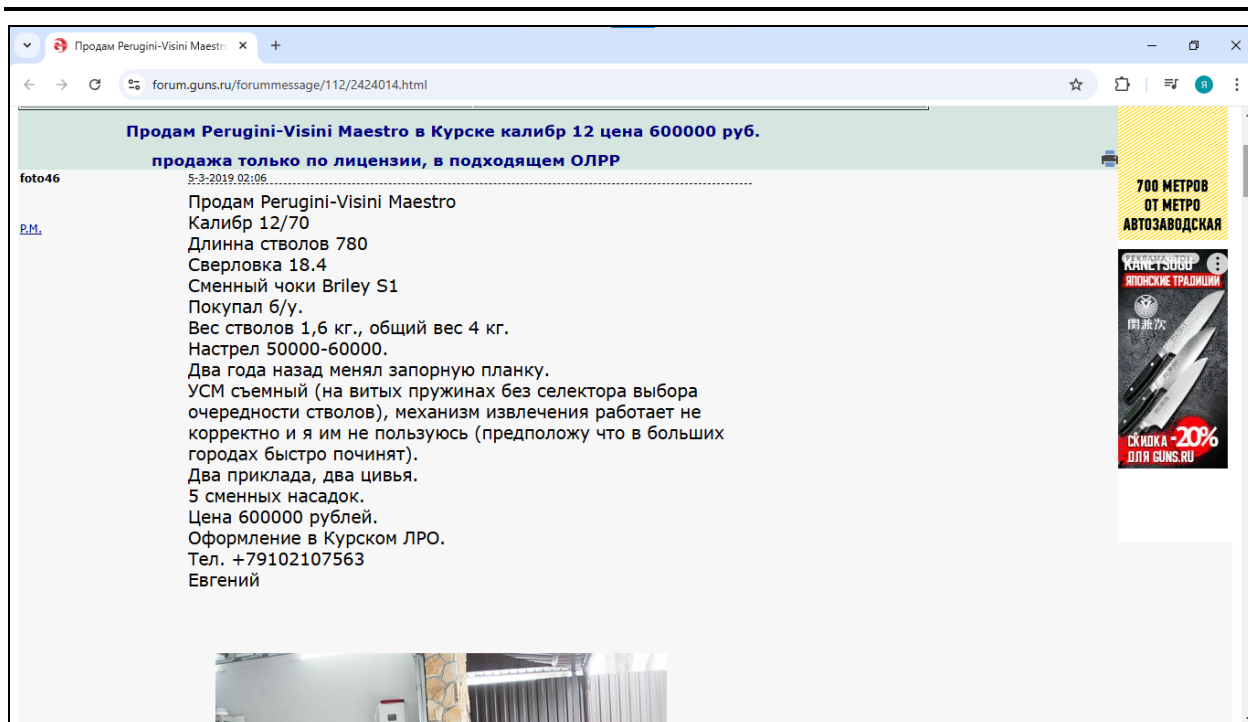 Продам Perugini-Visini Maestro
forum.guns.ru/forummessage/112/2424014.html
Я
Продам Perugini-Visini Maestro в Курске калибр 12 цена 600000 руб.
продажа только по лицензии, в подходящем ОЛРР
foto46
5-3-2019 02:06
P.M.
Продам Perugini-Visini Maestro
Калибр 12/70
Длинна стволов 780
Сверловка 18.4
Сменный чоки Briley S1
Покупал б/у.
Вес стволов 1,6 кг., общий вес 4 кг.
Настрел 50000-60000.
Два года назад менял запорную планку.
УСМ съемный (на витых пружинах без селектора выбора
очередности стволов), механизм извлечения работает не
корректно и я им не пользуюсь (предположу что в больших
городах быстро починят).
Два приклада, два цивья.
5 сменных насадок.
Цена 600000 рублей.
Оформление в Курском ЛРО.
Тел. +79102107563
Евгений
700 МЕТРОВ
ОТ МЕТРО
АВТОЗАВОДСКАЯ
KANETSUGU
ЯПОНСКИЕ ТРАДИЦИИ
関兼次
СКИДКА -20%
ДЛЯ GUNS.RU